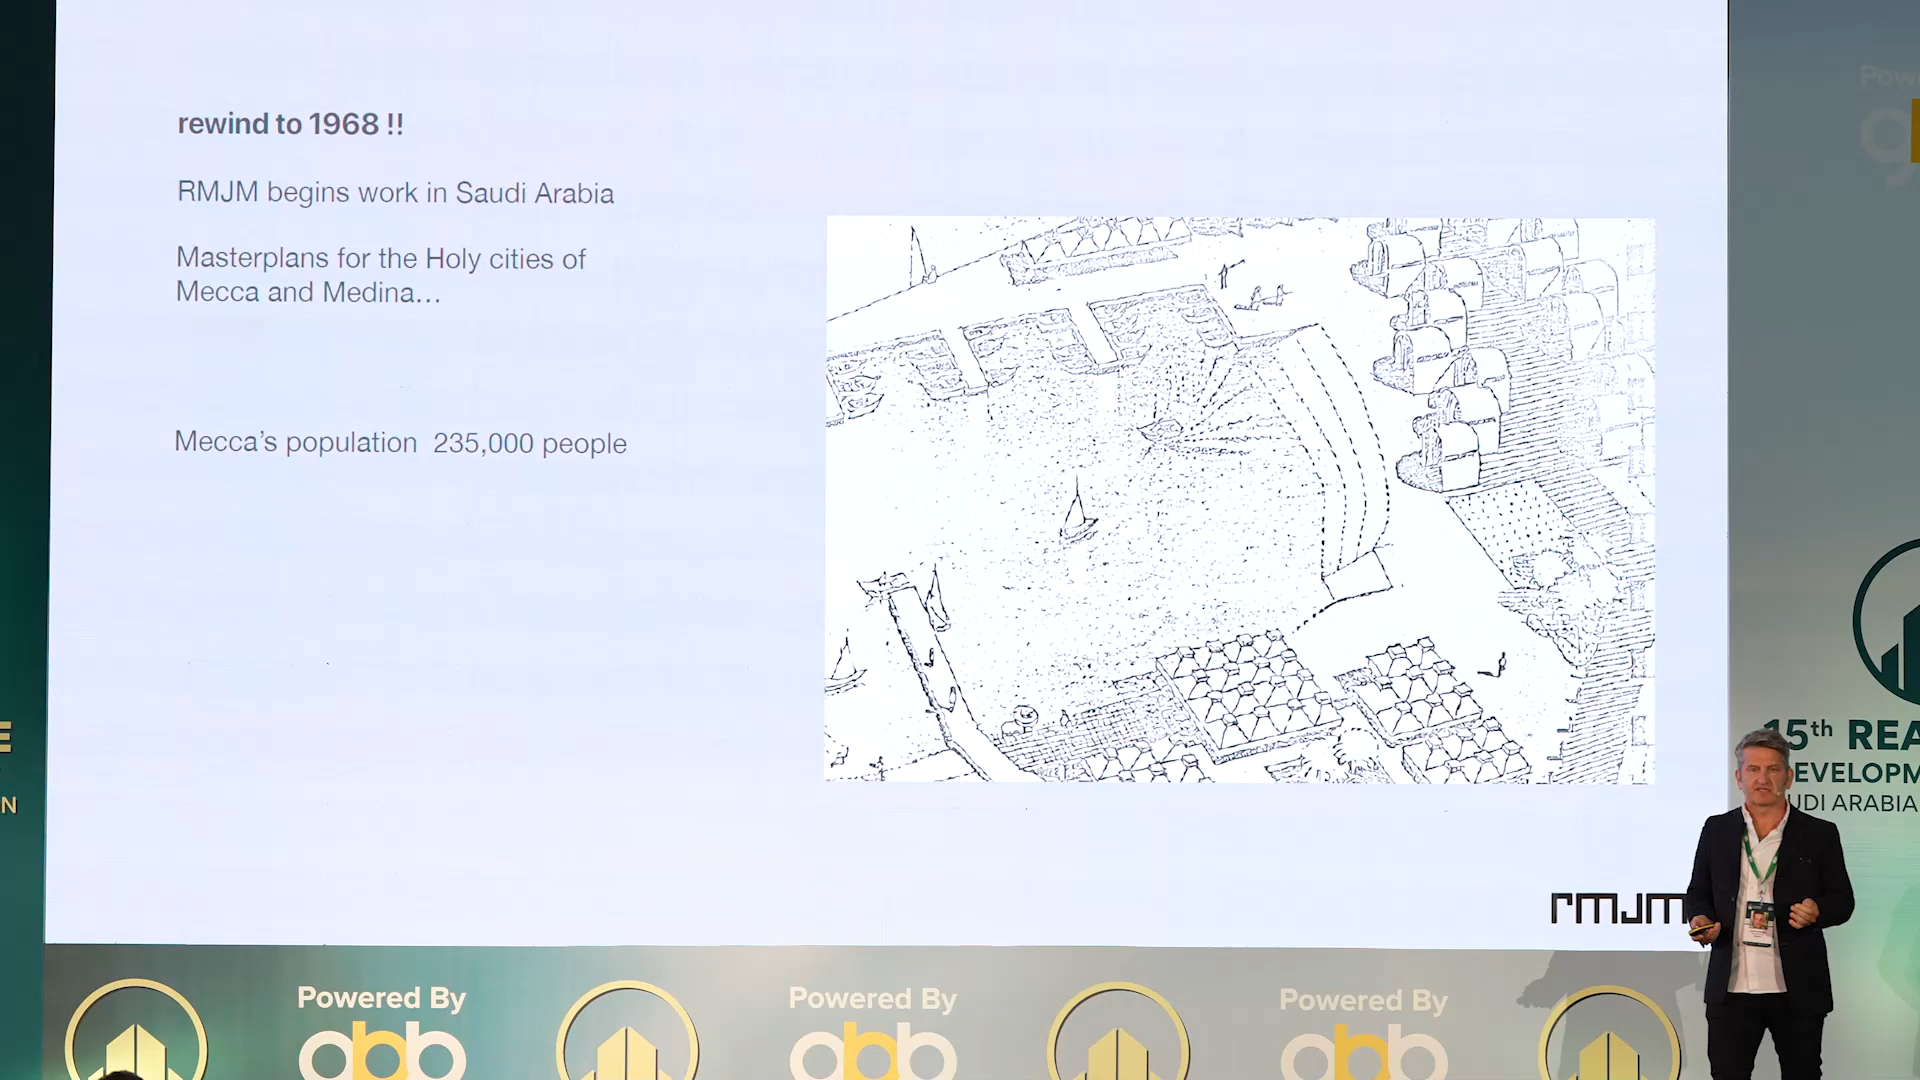 rewind to 1968 !!
RMJM begins work in Saudi Arabia
Masterplans for the Holy cities of
Mecca and Medina...
Mecca's population 235,000 people
rmjm
E
N
15th REA
EVELOPM
UDI ARABIA
Powered By
Powered By
Powered By